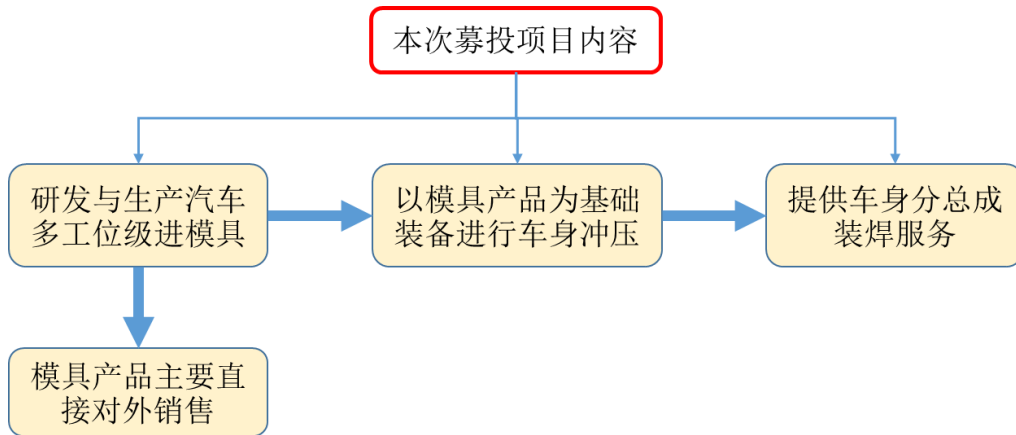 本次募投项目内容
研发与生产汽车
多工位级进模具
以模具产品为基础
装备进行车身冲压
提供车身分总成
装焊服务
模具产品主要直
接对外销售